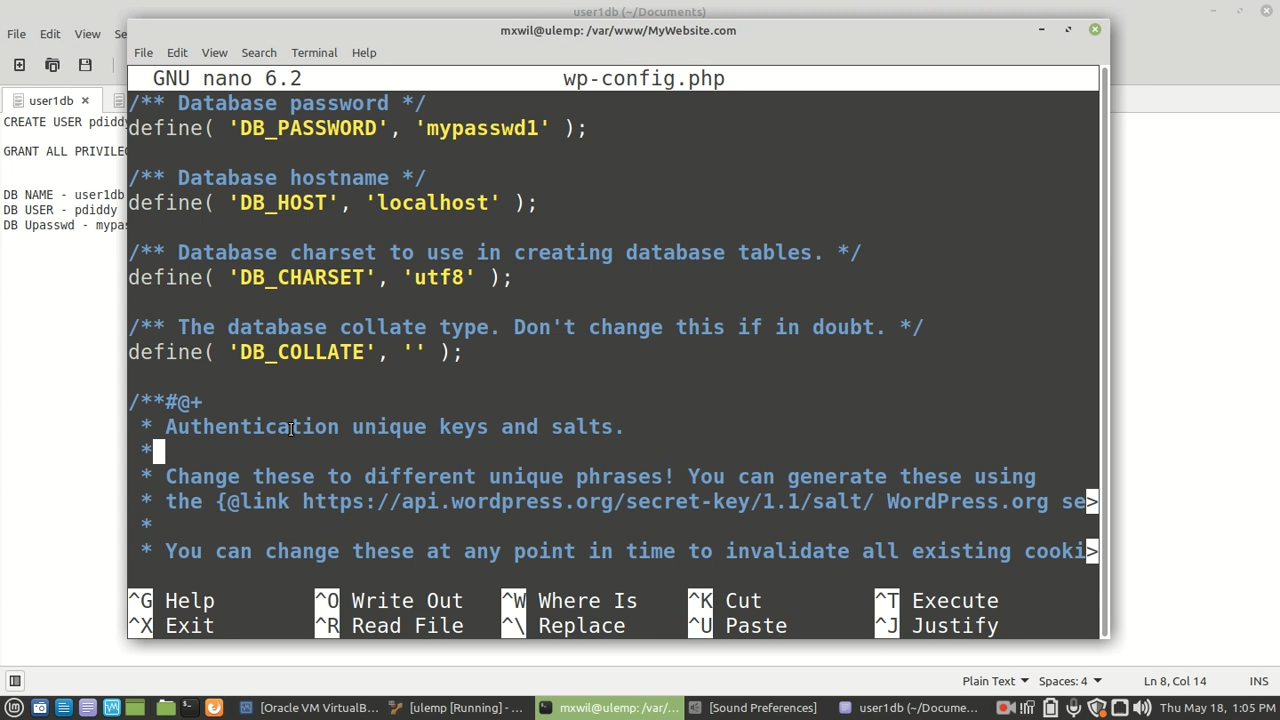 user1db (~/Documents)
File Edit View Se
user1db
CREATE USER pdiddy
GRANT ALL PRIVILEG
DB NAME - user1db
DB USER - pdiddy
DB Upasswd - mypas
mxwil@ulemp: /var/www/MyWebsite.com
File Edit View Search Terminal Help
GNU nano 6.2 wp-config.php
/** Database password */
define( 'DB_PASSWORD', 'mypasswd1' );
/** Database hostname */
define( 'DB_HOST', 'localhost' );
/** Database charset to use in creating database tables. */
define( 'DB_CHARSET', 'utf8' );
/** The database collate type. Don't change this if in doubt. */
define( 'DB_COLLATE', '' );
/**#@+
* Authentication unique keys and salts.
*
* Change these to different unique phrases! You can generate these using
* the {@link https://api.wordpress.org/secret-key/1.1/salt/ WordPress.org se>
*
* You can change these at any point in time to invalidate all existing cooki>
^G Help ^O Write Out ^W Where Is ^K Cut ^T Execute
^X Exit ^R Read File ^\ Replace ^U Paste ^J Justify
Plain Text Spaces: 4 Ln 8, Col 14 INS
[Oracle VM VirtualB... [ulemp [Running] - ... mxwil@ulemp: /var/... [Sound Preferences] user1db (~/Docume... Thu May 18, 1:05 PM